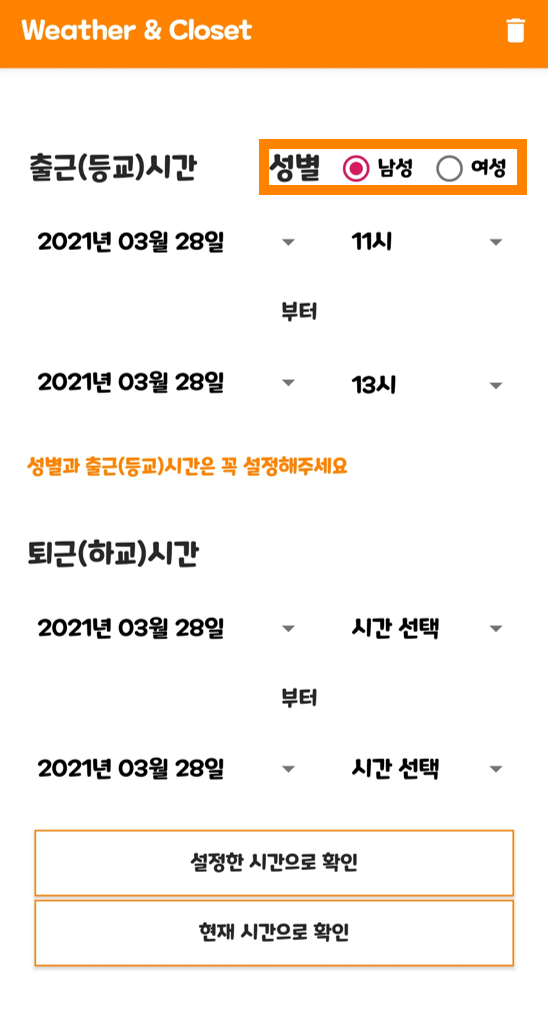 Weather & Closet
출근(등교)시간 성별 남성 여성
2021년 03월 28일 11시
부터
2021년 03월 28일 13시
성별과 출근(등교)시간은 꼭 설정해주세요
퇴근(하교)시간
2021년 03월 28일 시간 선택
부터
2021년 03월 28일 시간 선택
설정한 시간으로 확인
현재 시간으로 확인